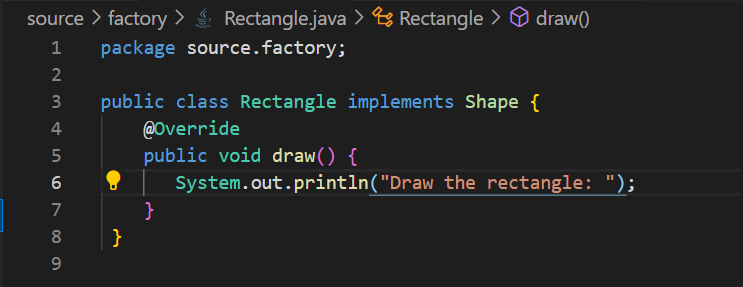 source > factory > Rectangle.java > Rectangle > draw()
1 package source.factory;
2
3 public class Rectangle implements Shape {
4 @Override
5 public void draw() {
6 System.out.println("Draw the rectangle: ");
7 }
8 }
9